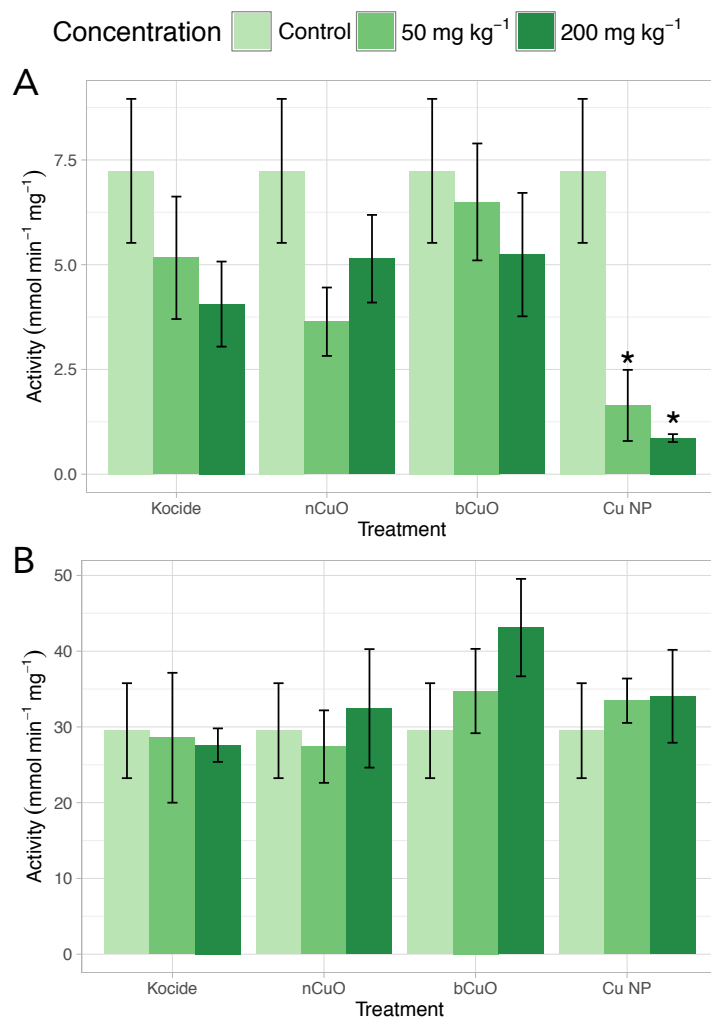 Concentration Control 50 mg kg⁻¹ 200 mg kg⁻¹
A
Activity (mmol min⁻¹ mg⁻¹)
7.5
5.0
2.5
0.0
*
*
Kocide nCuO bCuO Cu NP
Treatment
B
Activity (mmol min⁻¹ mg⁻¹)
50
40
30
20
10
0
Kocide nCuO bCuO Cu NP
Treatment